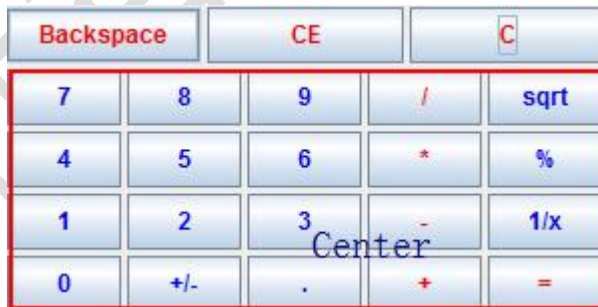 Backspace CE C
7 8 9 / sqrt
4 5 6 * %
1 2 3 - 1/x
Center
0 +/- . + =